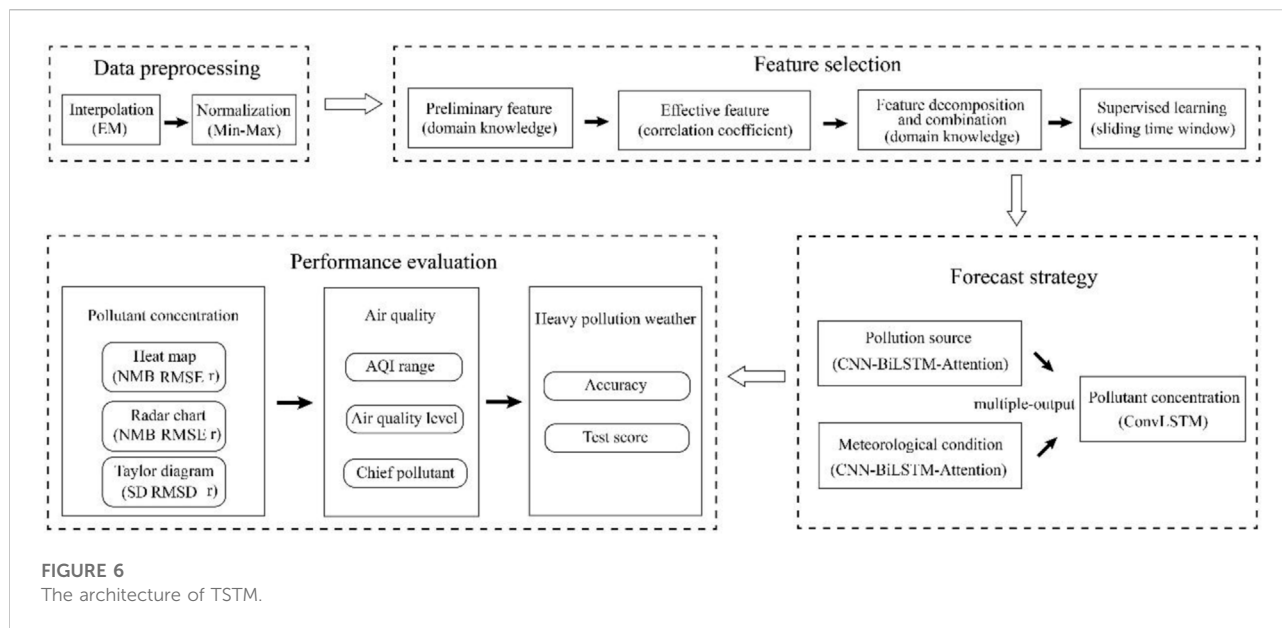 Data preprocessing
Interpolation
(EM)
Normalization
(Min-Max)
Feature selection
Preliminary feature
(domain knowledge)
Effective feature
(correlation coefficient)
Feature decomposition
and combination
(domain knowledge)
Supervised learning
(sliding time window)
Performance evaluation
Pollutant concentration
Heat map
(NMB RMSE r)
Radar chart
(NMB RMSE r)
Taylor diagram
(SD RMSD r)
Air quality
AQI range
Air quality level
Chief pollutant
Heavy pollution weather
Accuracy
Test score
Forecast strategy
Pollution source
(CNN-BiLSTM-Attention)
Meteorological condition
(CNN-BiLSTM-Attention)
multiple-output
Pollutant concentration
(ConvLSTM)
FIGURE 6
The architecture of TSTM.